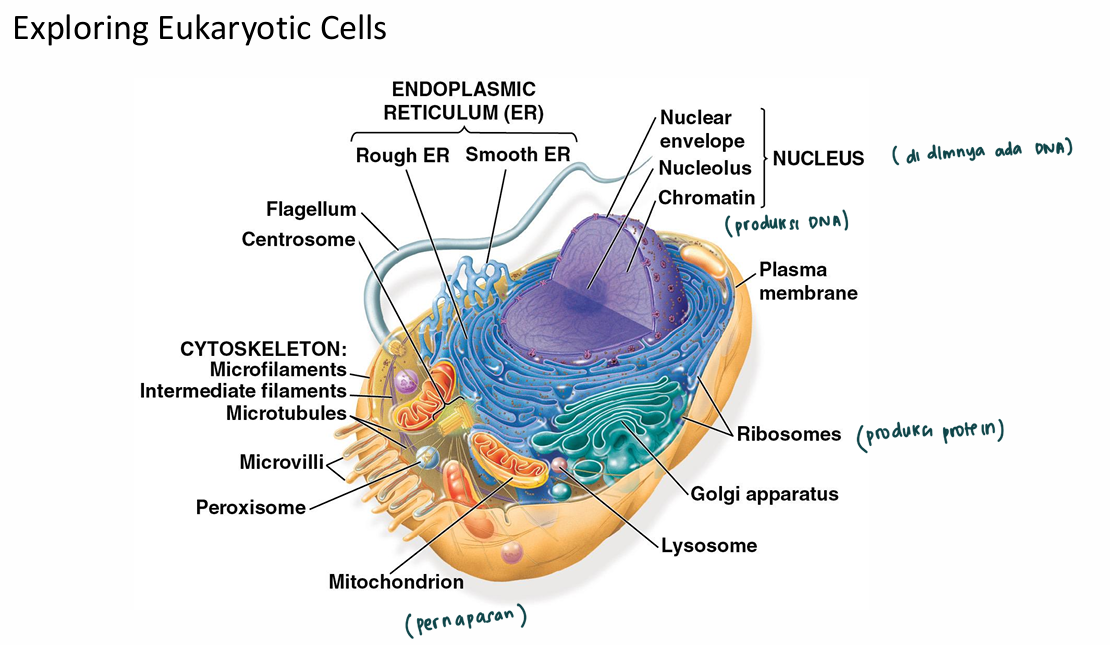 Exploring Eukaryotic Cells
ENDOPLASMIC
RETICULUM (ER)
Rough ER
Smooth ER
Flagellum
Centrosome
Nuclear
envelope
Nucleolus
Chromatin
NUCLEUS
(di dlmnya ada DNA)
(produksi DNA)
Plasma
membrane
CYTOSKELETON:
Microfilaments
Intermediate filaments
Microtubules
Microvilli
Peroxisome
Ribosomes
(produksi protein)
Golgi apparatus
Lysosome
Mitochondrion
(pernapasan)